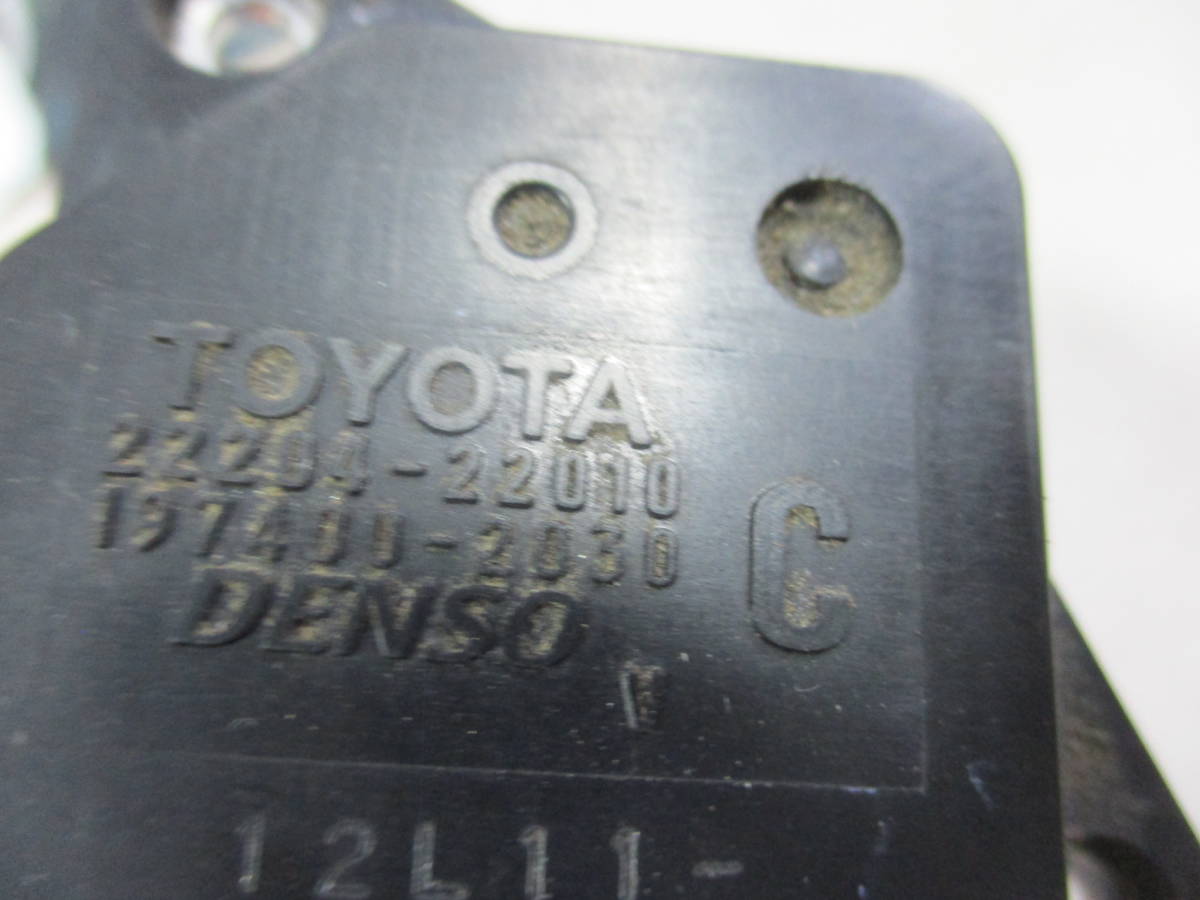 TOYOTA
22204-22010
197400-2030
DENSO
C
12L11-